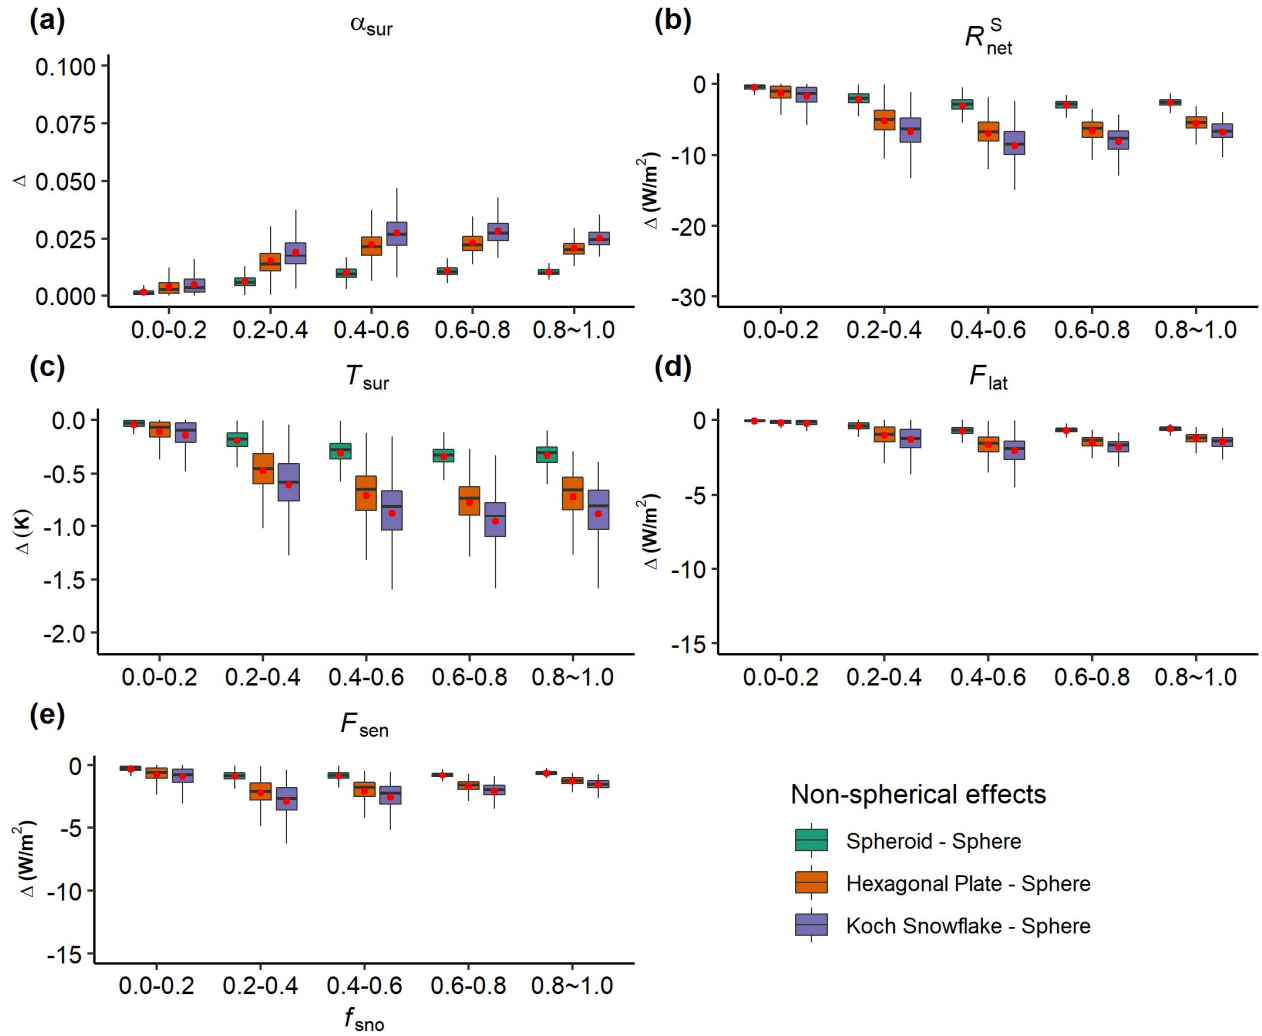 (a)
αsur
Δ
0.100
0.075
0.050
0.025
0.000
0.0-0.2 0.2-0.4 0.4-0.6 0.6-0.8 0.8~1.0
(b)
R^S_net
Δ (W/m²)
0
-10
-20
-30
0.0-0.2 0.2-0.4 0.4-0.6 0.6-0.8 0.8~1.0
(c)
Tsur
Δ (K)
0.0
-0.5
-1.0
-1.5
-2.0
0.0-0.2 0.2-0.4 0.4-0.6 0.6-0.8 0.8~1.0
(d)
Flat
Δ (W/m²)
0
-5
-10
-15
0.0-0.2 0.2-0.4 0.4-0.6 0.6-0.8 0.8~1.0
(e)
Fsen
Δ (W/m²)
0
-5
-10
-15
0.0-0.2 0.2-0.4 0.4-0.6 0.6-0.8 0.8~1.0
fsno
Non-spherical effects
Spheroid - Sphere
Hexagonal Plate - Sphere
Koch Snowflake - Sphere